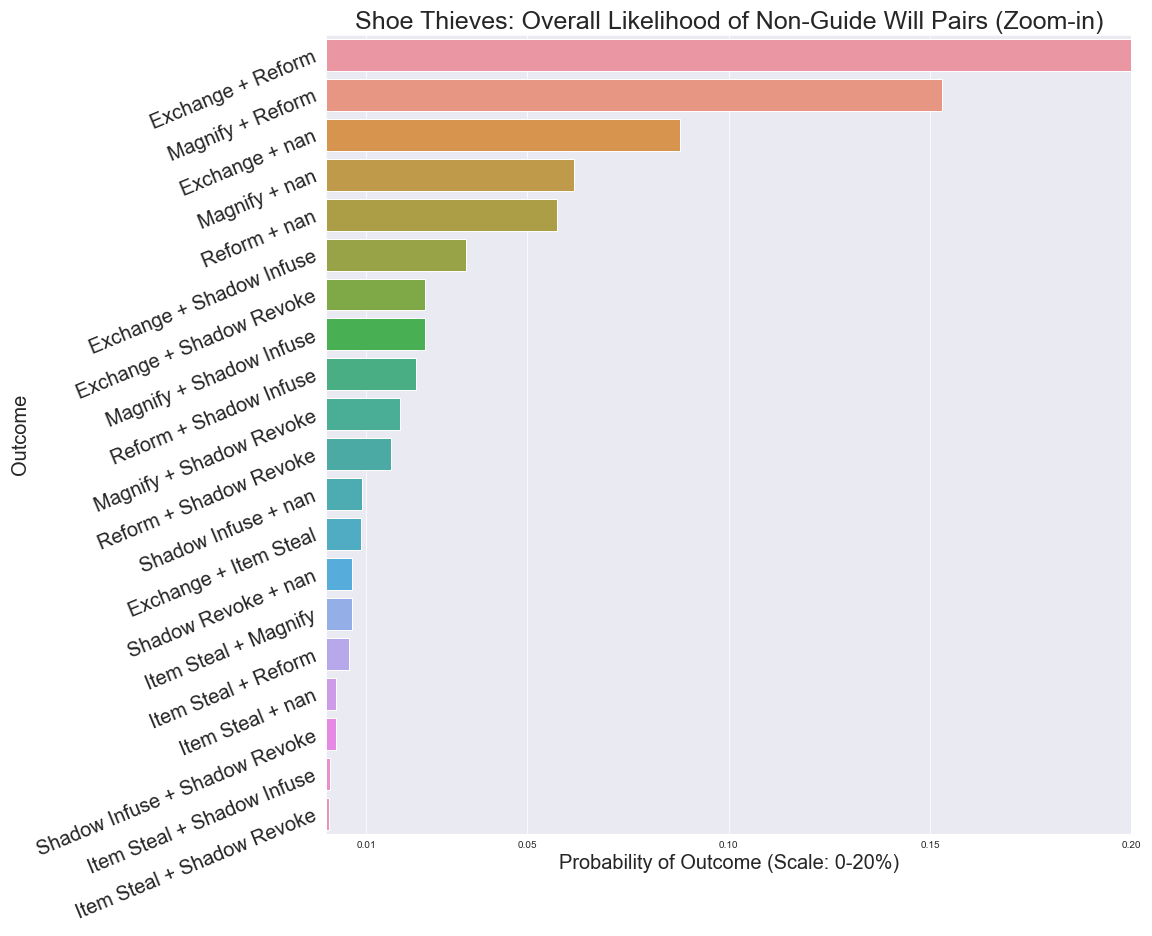 Shoe Thieves: Overall Likelihood of Non-Guide Will Pairs (Zoom-in)
Exchange + Reform
Magnify + Reform
Exchange + nan
Magnify + nan
Reform + nan
Exchange + Shadow Infuse
Exchange + Shadow Revoke
Magnify + Shadow Infuse
Reform + Shadow Infuse
Magnify + Shadow Revoke
Reform + Shadow Revoke
Shadow Infuse + nan
Exchange + Item Steal
Shadow Revoke + nan
Item Steal + Magnify
Item Steal + Reform
Item Steal + nan
Shadow Infuse + Shadow Revoke
Item Steal + Shadow Infuse
Item Steal + Shadow Revoke
Outcome
0.01 0.05 0.10 0.15 0.20
Probability of Outcome (Scale: 0-20%)